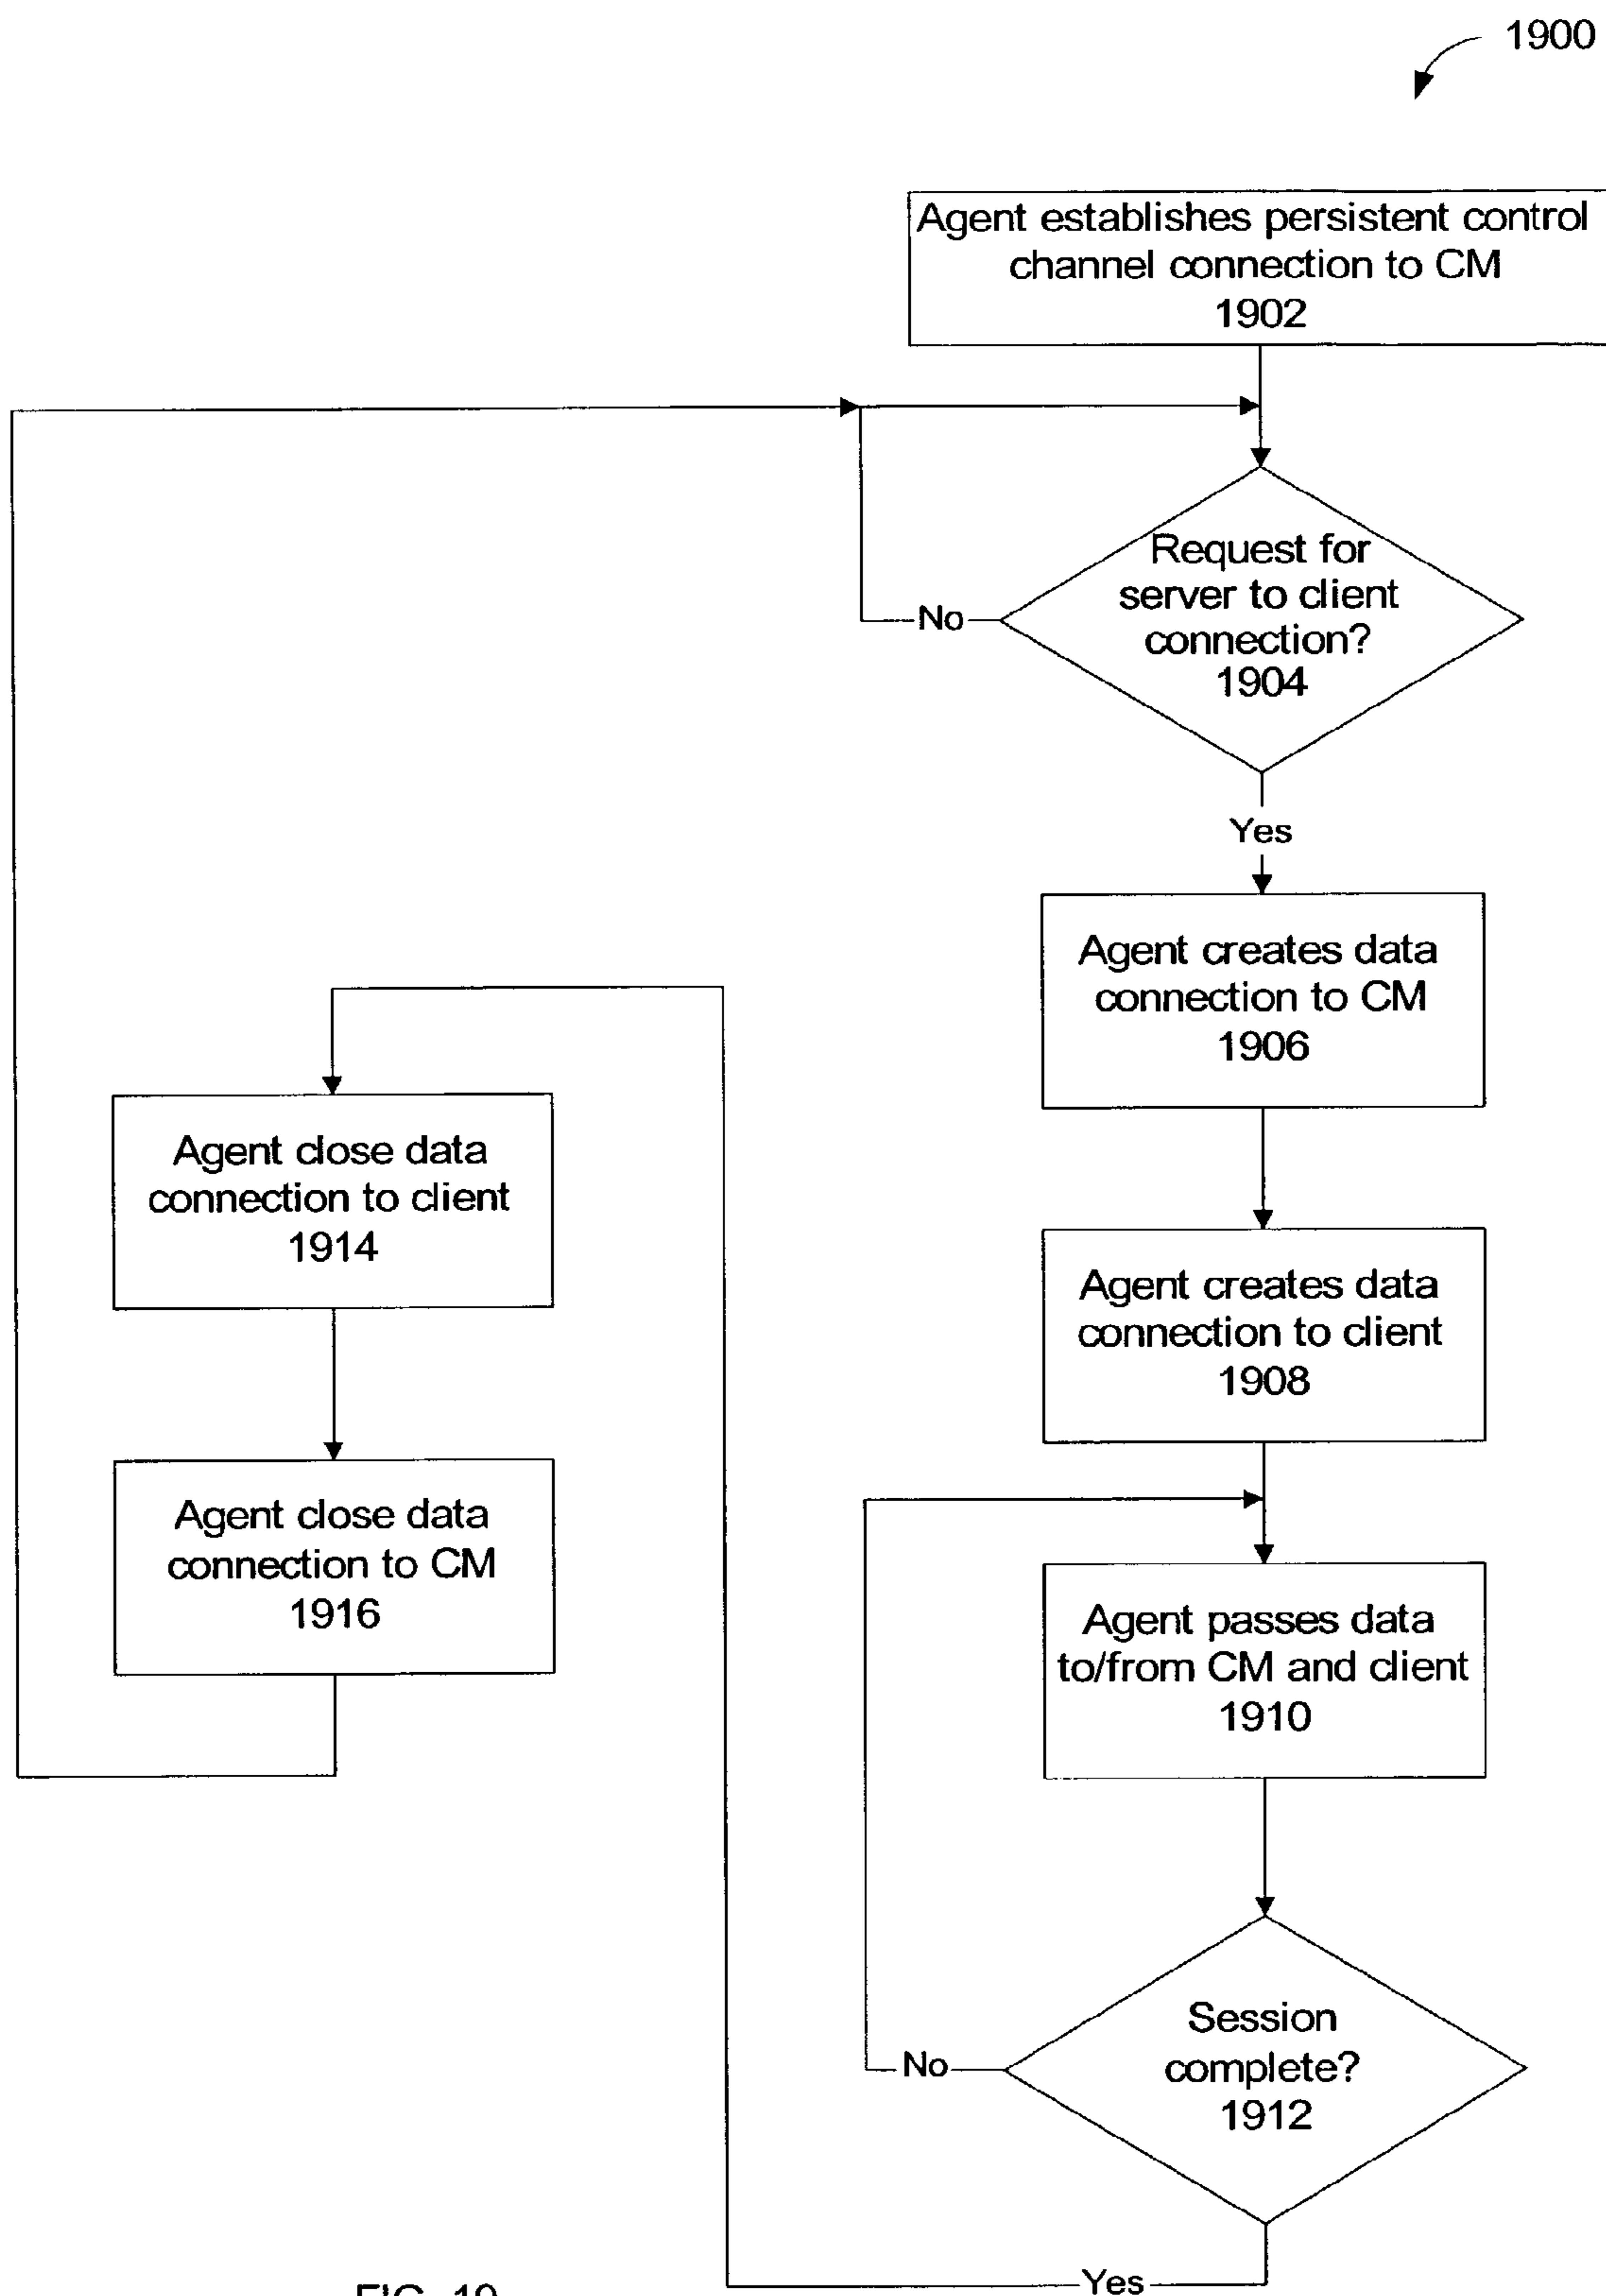 1900
Agent establishes persistent control
channel connection to CM
1902
Request for
server to client
connection?
1904
No
Yes
Agent creates data
connection to CM
1906
Agent close data
connection to client
1914
Agent creates data
connection to client
1908
Agent close data
connection to CM
1916
Agent passes data
to/from CM and client
1910
Session
complete?
1912
No
Yes
FIG. 19